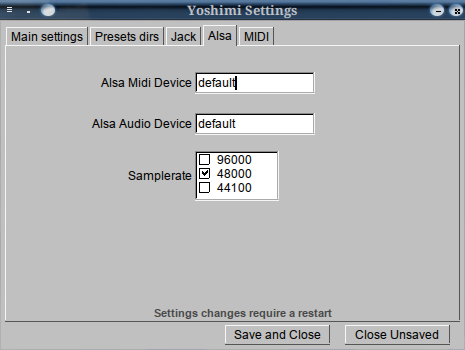 Yoshimi Settings
Main settings Presets dirs Jack Alsa MIDI
Alsa Midi Device default
Alsa Audio Device default
96000
Samplerate 48000
44100
Settings changes require a restart
Save and Close Close Unsaved